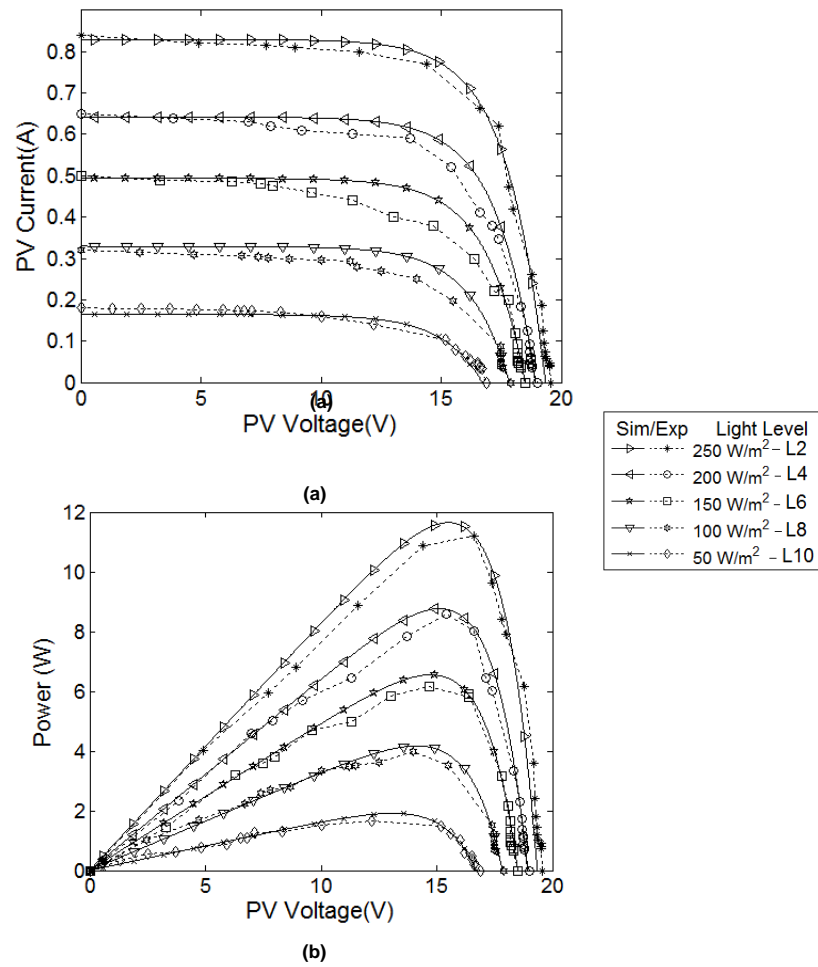 0.8
0.7
0.6
0.5
0.4
0.3
0.2
0.1
0
PV Current(A)
0 5 10 15 20
(a)
PV Voltage(V)
(a)
Sim/Exp Light Level
250 W/m² – L2
200 W/m² – L4
150 W/m² – L6
100 W/m² – L8
50 W/m² – L10
12
10
8
6
4
2
0
Power (W)
0 5 10 15 20
PV Voltage(V)
(b)